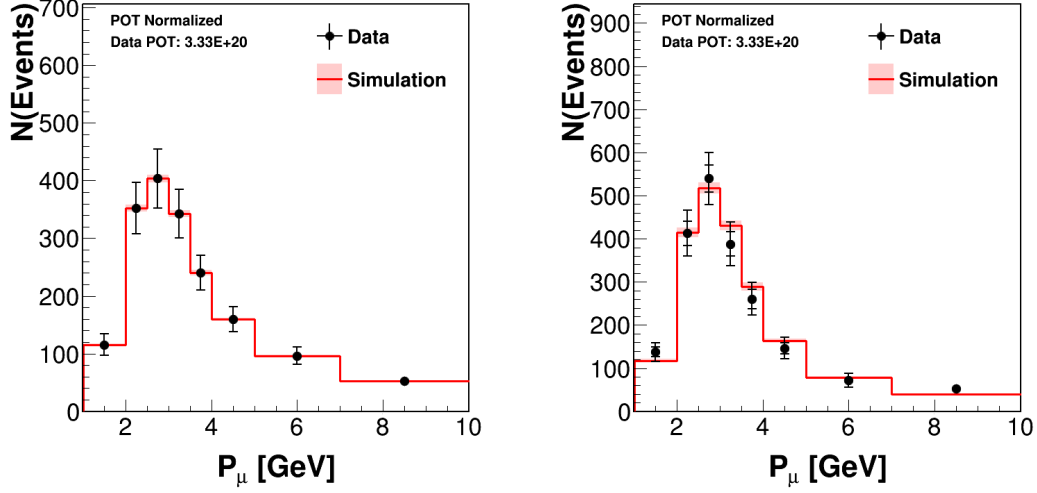 POT Normalized
Data POT: 3.33E+20
Data
Simulation
N(Events)
700
600
500
400
300
200
100
0
2
4
6
8
10
Pμ [GeV]
POT Normalized
Data POT: 3.33E+20
Data
Simulation
N(Events)
900
800
700
600
500
400
300
200
100
0
2
4
6
8
10
Pμ [GeV]